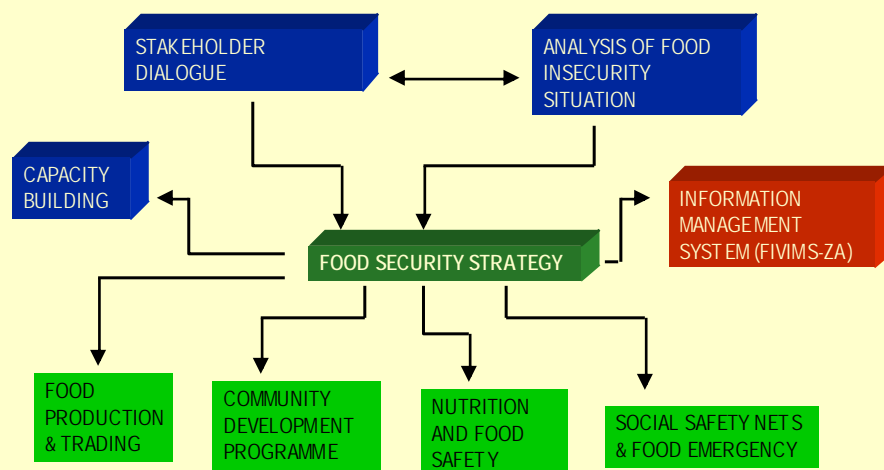 STAKEHOLDER
DIALOGUE
ANALYSIS OF FOOD
INSECURITY
SITUATION
CAPACITY
BUILDING
INFORMATION
MANAGEMENT
SYSTEM (FIVIMS-ZA)
FOOD SECURITY STRATEGY
FOOD
PRODUCTION
& TRADING
COMMUNITY
DEVELOPMENT
PROGRAMME
NUTRITION
AND FOOD
SAFETY
SOCIAL SAFETY NETS
& FOOD EMERGENCY